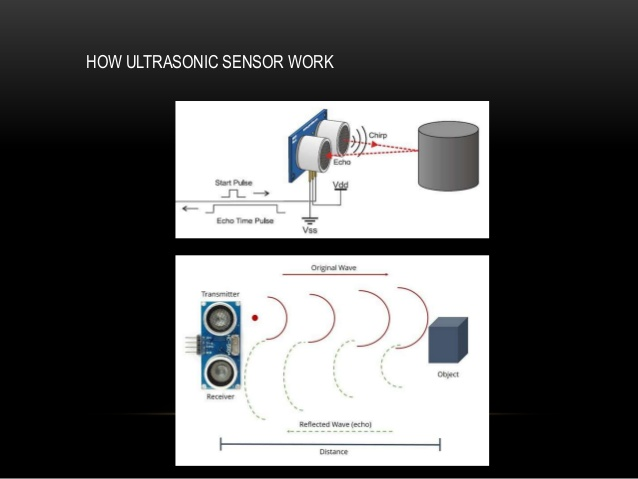 HOW ULTRASONIC SENSOR WORK
Chirp
Echo
Start Pulse
Vdd
Echo Time Pulse
Vss
Original Wave
Transmitter
Object
Receiver
Reflected Wave (echo)
Distance